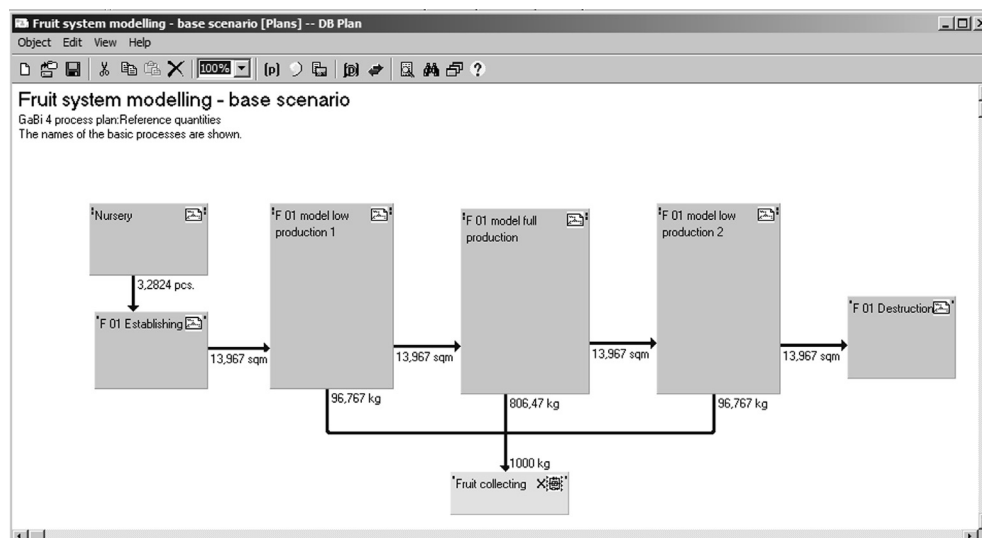 Fruit system modelling - base scenario [Plans] -- DB Plan
Object Edit View Help
100%
Fruit system modelling - base scenario
GaBi 4 process plan:Reference quantities
The names of the basic processes are shown.
Nursery
F 01 model low
production 1
F 01 model full
production
F 01 model low
production 2
3,2824 pcs.
F 01 Establishing
F 01 Destruction
13,967 sqm
13,967 sqm
13,967 sqm
13,967 sqm
96,767 kg
806,47 kg
96,767 kg
1000 kg
Fruit collecting